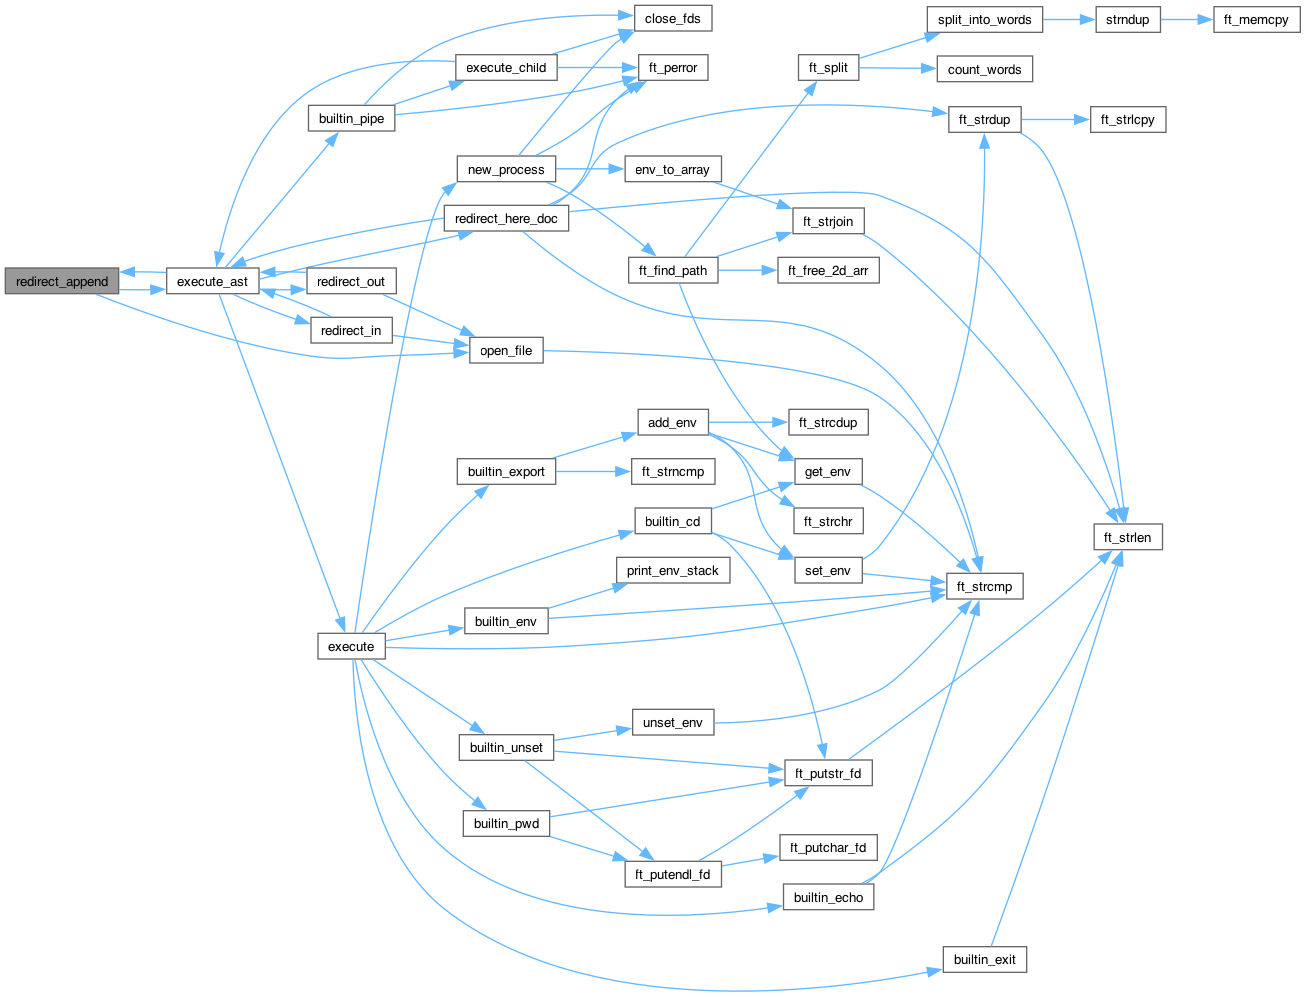 close_fds
split_into_words
strndup
ft_memcpy
execute_child
ft_perror
ft_split
count_words
builtin_pipe
ft_strdup
ft_strlcpy
new_process
env_to_array
redirect_here_doc
ft_strjoin
redirect_append
execute_ast
redirect_out
ft_find_path
ft_free_2d_arr
redirect_in
open_file
add_env
ft_strcdup
builtin_export
ft_strncmp
get_env
builtin_cd
ft_strchr
ft_strlen
print_env_stack
set_env
ft_strcmp
builtin_env
execute
unset_env
builtin_unset
ft_putstr_fd
builtin_pwd
ft_putchar_fd
ft_putendl_fd
builtin_echo
builtin_exit